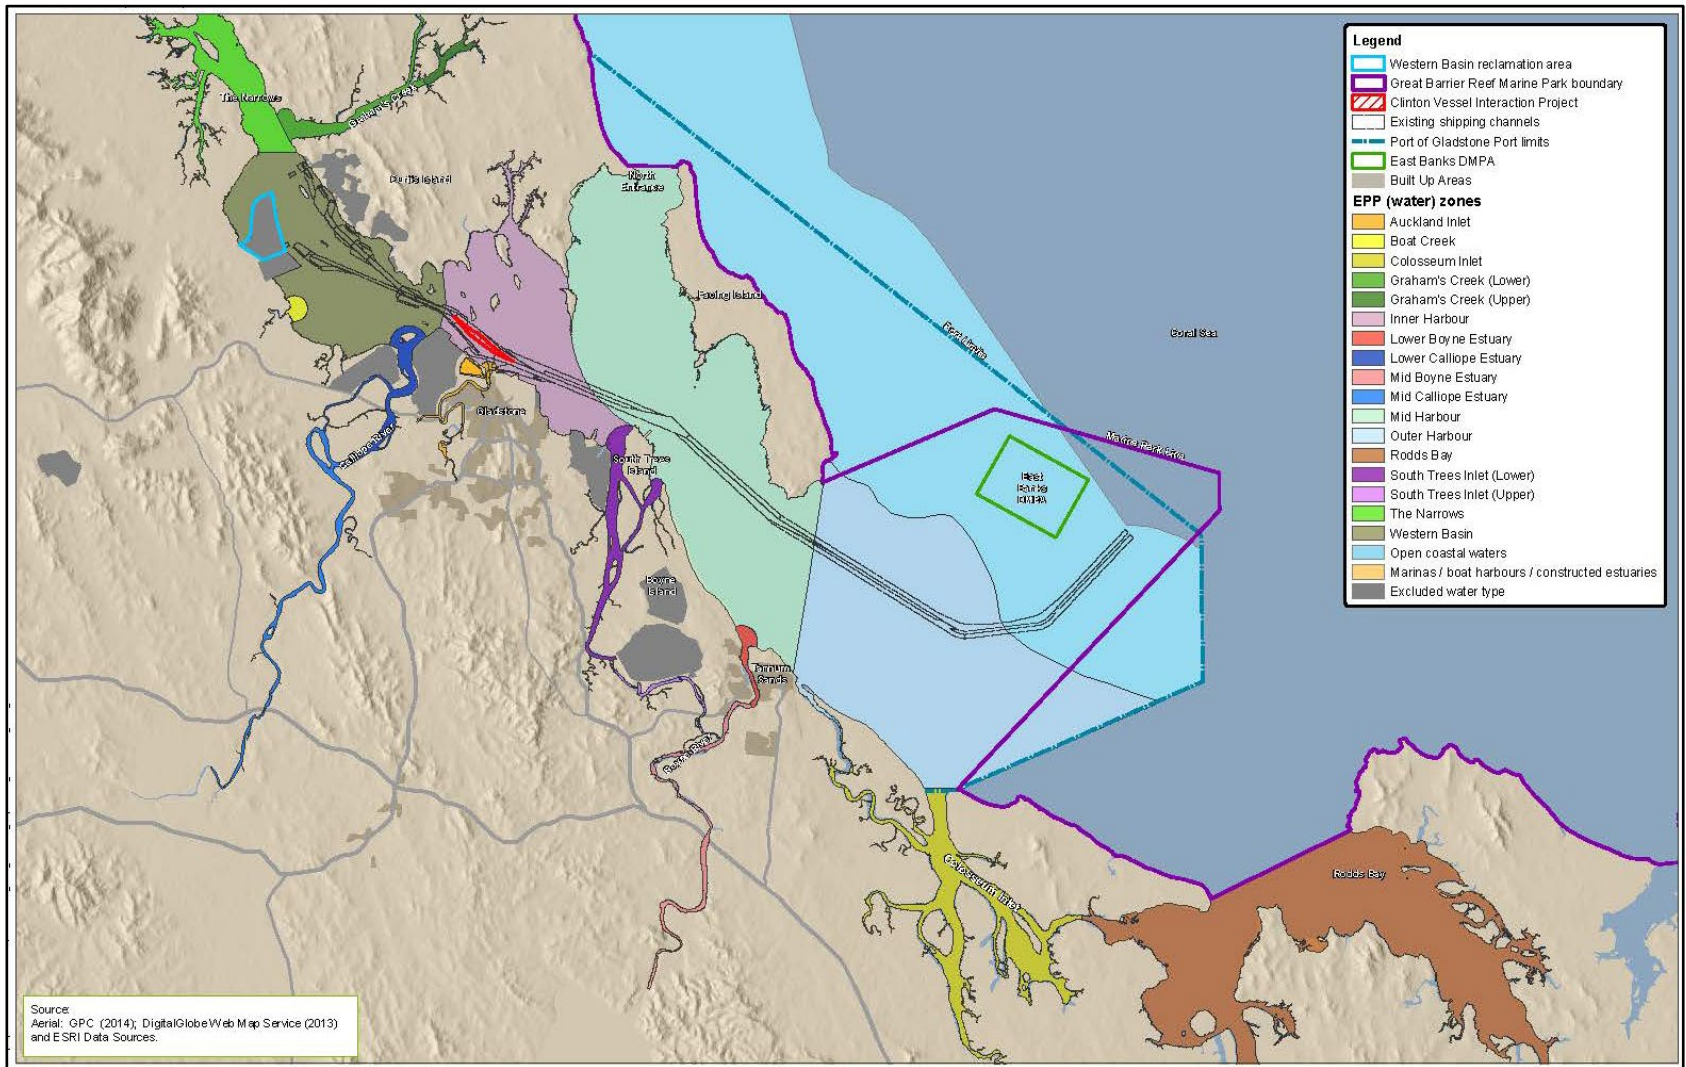 The Narrows
Graham's Creek
Curtis Island
North
Entrance
Facing Island
Port Limits
Coral Sea
Marine Park Line
East
Banks
DMPA
Gladstone
Calliope River
South Trees
Island
Boyne
Island
Tannum
Sands
Boyne River
Colosseum Inlet
Rodds Bay
Legend
Western Basin reclamation area
Great Barrier Reef Marine Park boundary
Clinton Vessel Interaction Project
Existing shipping channels
Port of Gladstone Port limits
East Banks DMPA
Built Up Areas
EPP (water) zones
Auckland Inlet
Boat Creek
Colosseum Inlet
Graham's Creek (Lower)
Graham's Creek (Upper)
Inner Harbour
Lower Boyne Estuary
Lower Calliope Estuary
Mid Boyne Estuary
Mid Calliope Estuary
Mid Harbour
Outer Harbour
Rodds Bay
South Trees Inlet (Lower)
South Trees Inlet (Upper)
The Narrows
Western Basin
Open coastal waters
Marinas / boat harbours / constructed estuaries
Excluded water type
Source:
Aerial: GPC (2014); DigitalGlobe Web Map Service (2013)
and ESRI Data Sources.